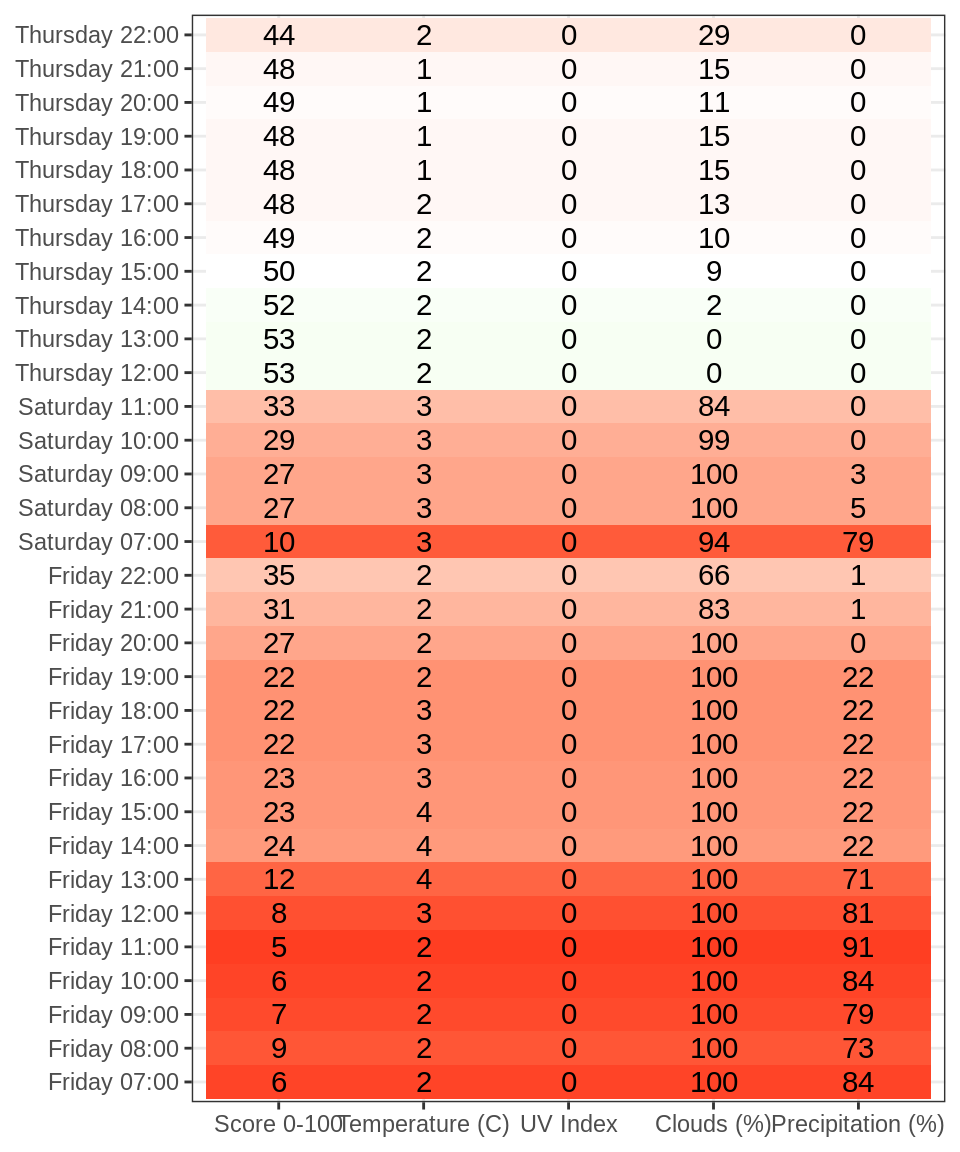 Thursday 22:00 44 2 0 29 0
Thursday 21:00 48 1 0 15 0
Thursday 20:00 49 1 0 11 0
Thursday 19:00 48 1 0 15 0
Thursday 18:00 48 1 0 15 0
Thursday 17:00 48 2 0 13 0
Thursday 16:00 49 2 0 10 0
Thursday 15:00 50 2 0 9 0
Thursday 14:00 52 2 0 2 0
Thursday 13:00 53 2 0 0 0
Thursday 12:00 53 2 0 0 0
Saturday 11:00 33 3 0 84 0
Saturday 10:00 29 3 0 99 0
Saturday 09:00 27 3 0 100 3
Saturday 08:00 27 3 0 100 5
Saturday 07:00 10 3 0 94 79
Friday 22:00 35 2 0 66 1
Friday 21:00 31 2 0 83 1
Friday 20:00 27 2 0 100 0
Friday 19:00 22 2 0 100 22
Friday 18:00 22 3 0 100 22
Friday 17:00 22 3 0 100 22
Friday 16:00 23 3 0 100 22
Friday 15:00 23 4 0 100 22
Friday 14:00 24 4 0 100 22
Friday 13:00 12 4 0 100 71
Friday 12:00 8 3 0 100 81
Friday 11:00 5 2 0 100 91
Friday 10:00 6 2 0 100 84
Friday 09:00 7 2 0 100 79
Friday 08:00 9 2 0 100 73
Friday 07:00 6 2 0 100 84
Score 0-100 Temperature (C) UV Index Clouds (%) Precipitation (%)